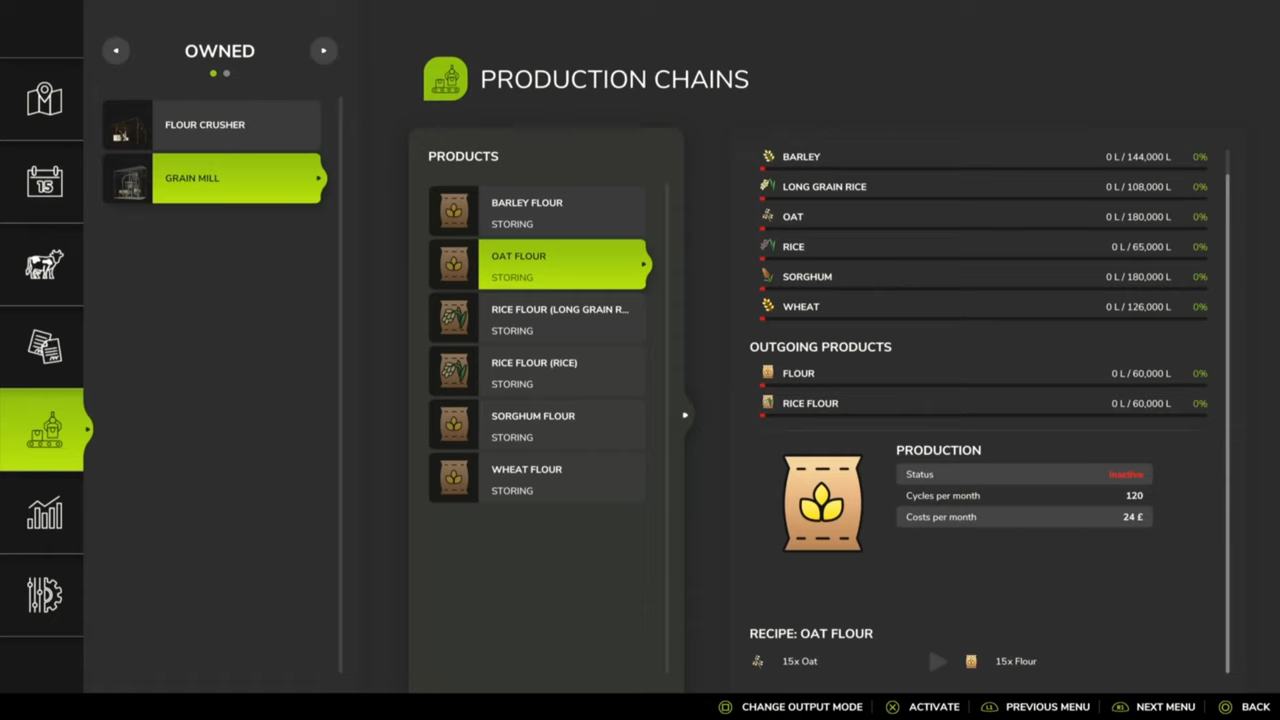 OWNED
FLOUR CRUSHER
GRAIN MILL
15
PRODUCTION CHAINS
PRODUCTS
BARLEY FLOUR
STORING
OAT FLOUR
STORING
RICE FLOUR (LONG GRAIN R...
STORING
RICE FLOUR (RICE)
STORING
SORGHUM FLOUR
STORING
WHEAT FLOUR
STORING
BARLEY 0 L / 144,000 L 0%
LONG GRAIN RICE 0 L / 108,000 L 0%
OAT 0 L / 180,000 L 0%
RICE 0 L / 65,000 L 0%
SORGHUM 0 L / 180,000 L 0%
WHEAT 0 L / 126,000 L 0%
OUTGOING PRODUCTS
FLOUR 0 L / 60,000 L 0%
RICE FLOUR 0 L / 60,000 L 0%
PRODUCTION
Status Inactive
Cycles per month 120
Costs per month 24 £
RECIPE: OAT FLOUR
15x Oat 15x Flour
CHANGE OUTPUT MODE ACTIVATE L1 PREVIOUS MENU R1 NEXT MENU BACK